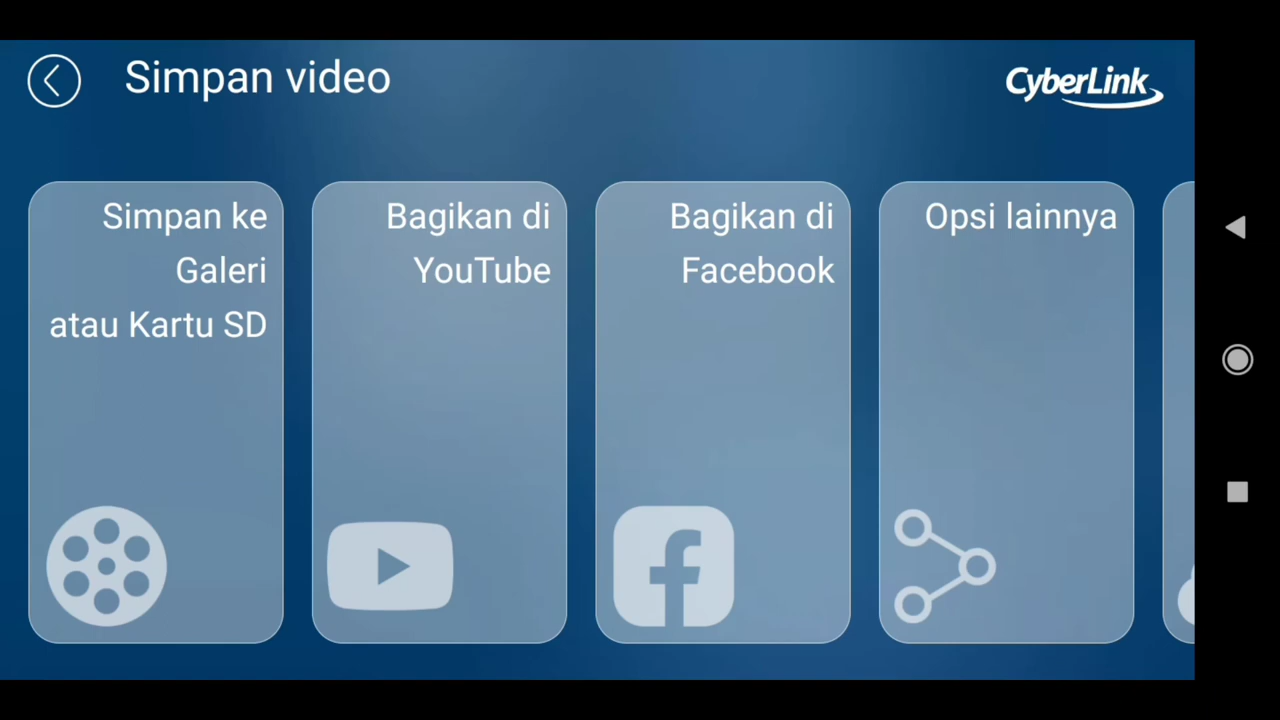 Simpan video
CyberLink
Simpan ke
Galeri
atau Kartu SD
Bagikan di
YouTube
Bagikan di
Facebook
Opsi lainnya